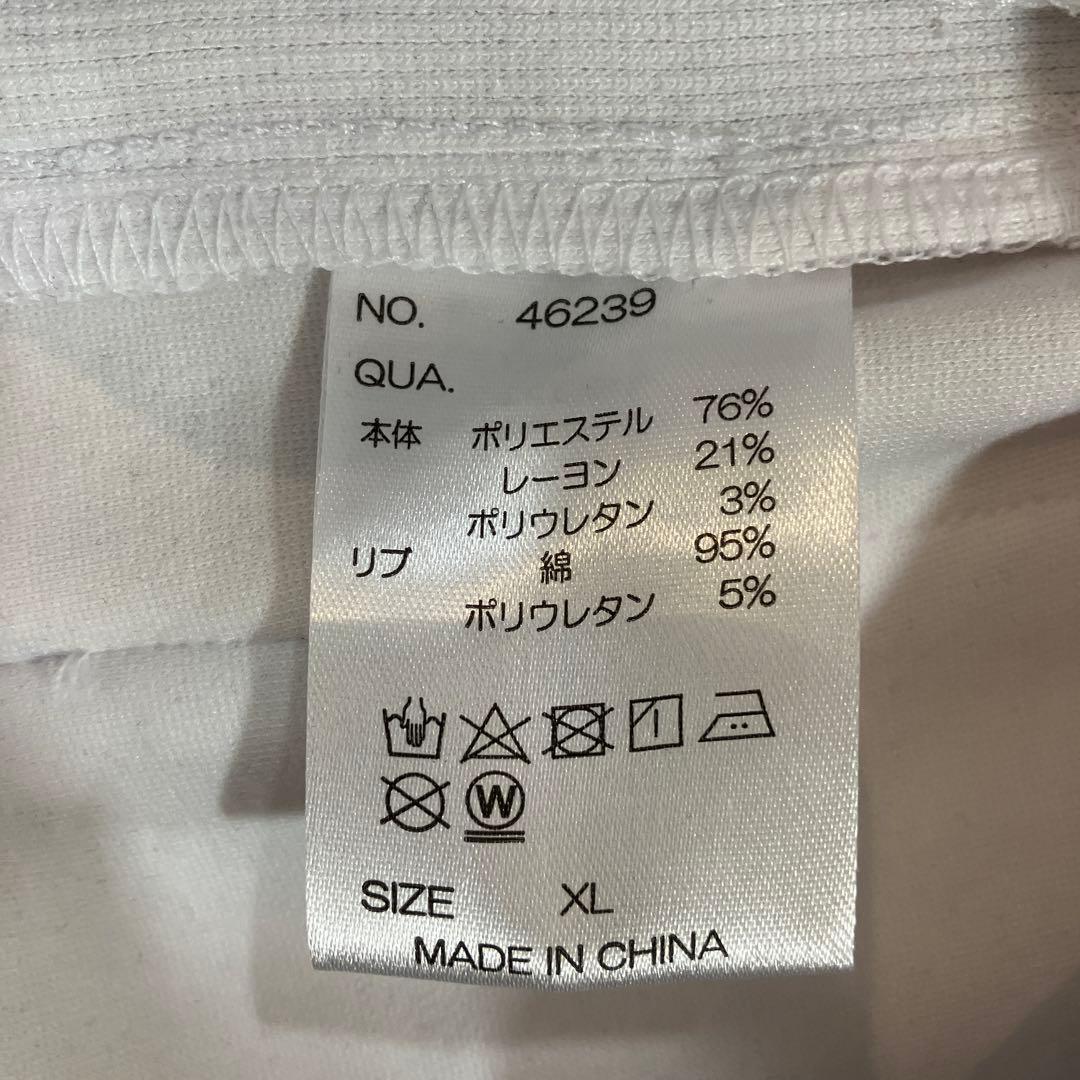 NO. 46239
QUA.
本体 ポリエステル 76%
レーヨン 21%
ポリウレタン 3%
リブ 綿 95%
ポリウレタン 5%
W
SIZE XL
MADE IN CHINA